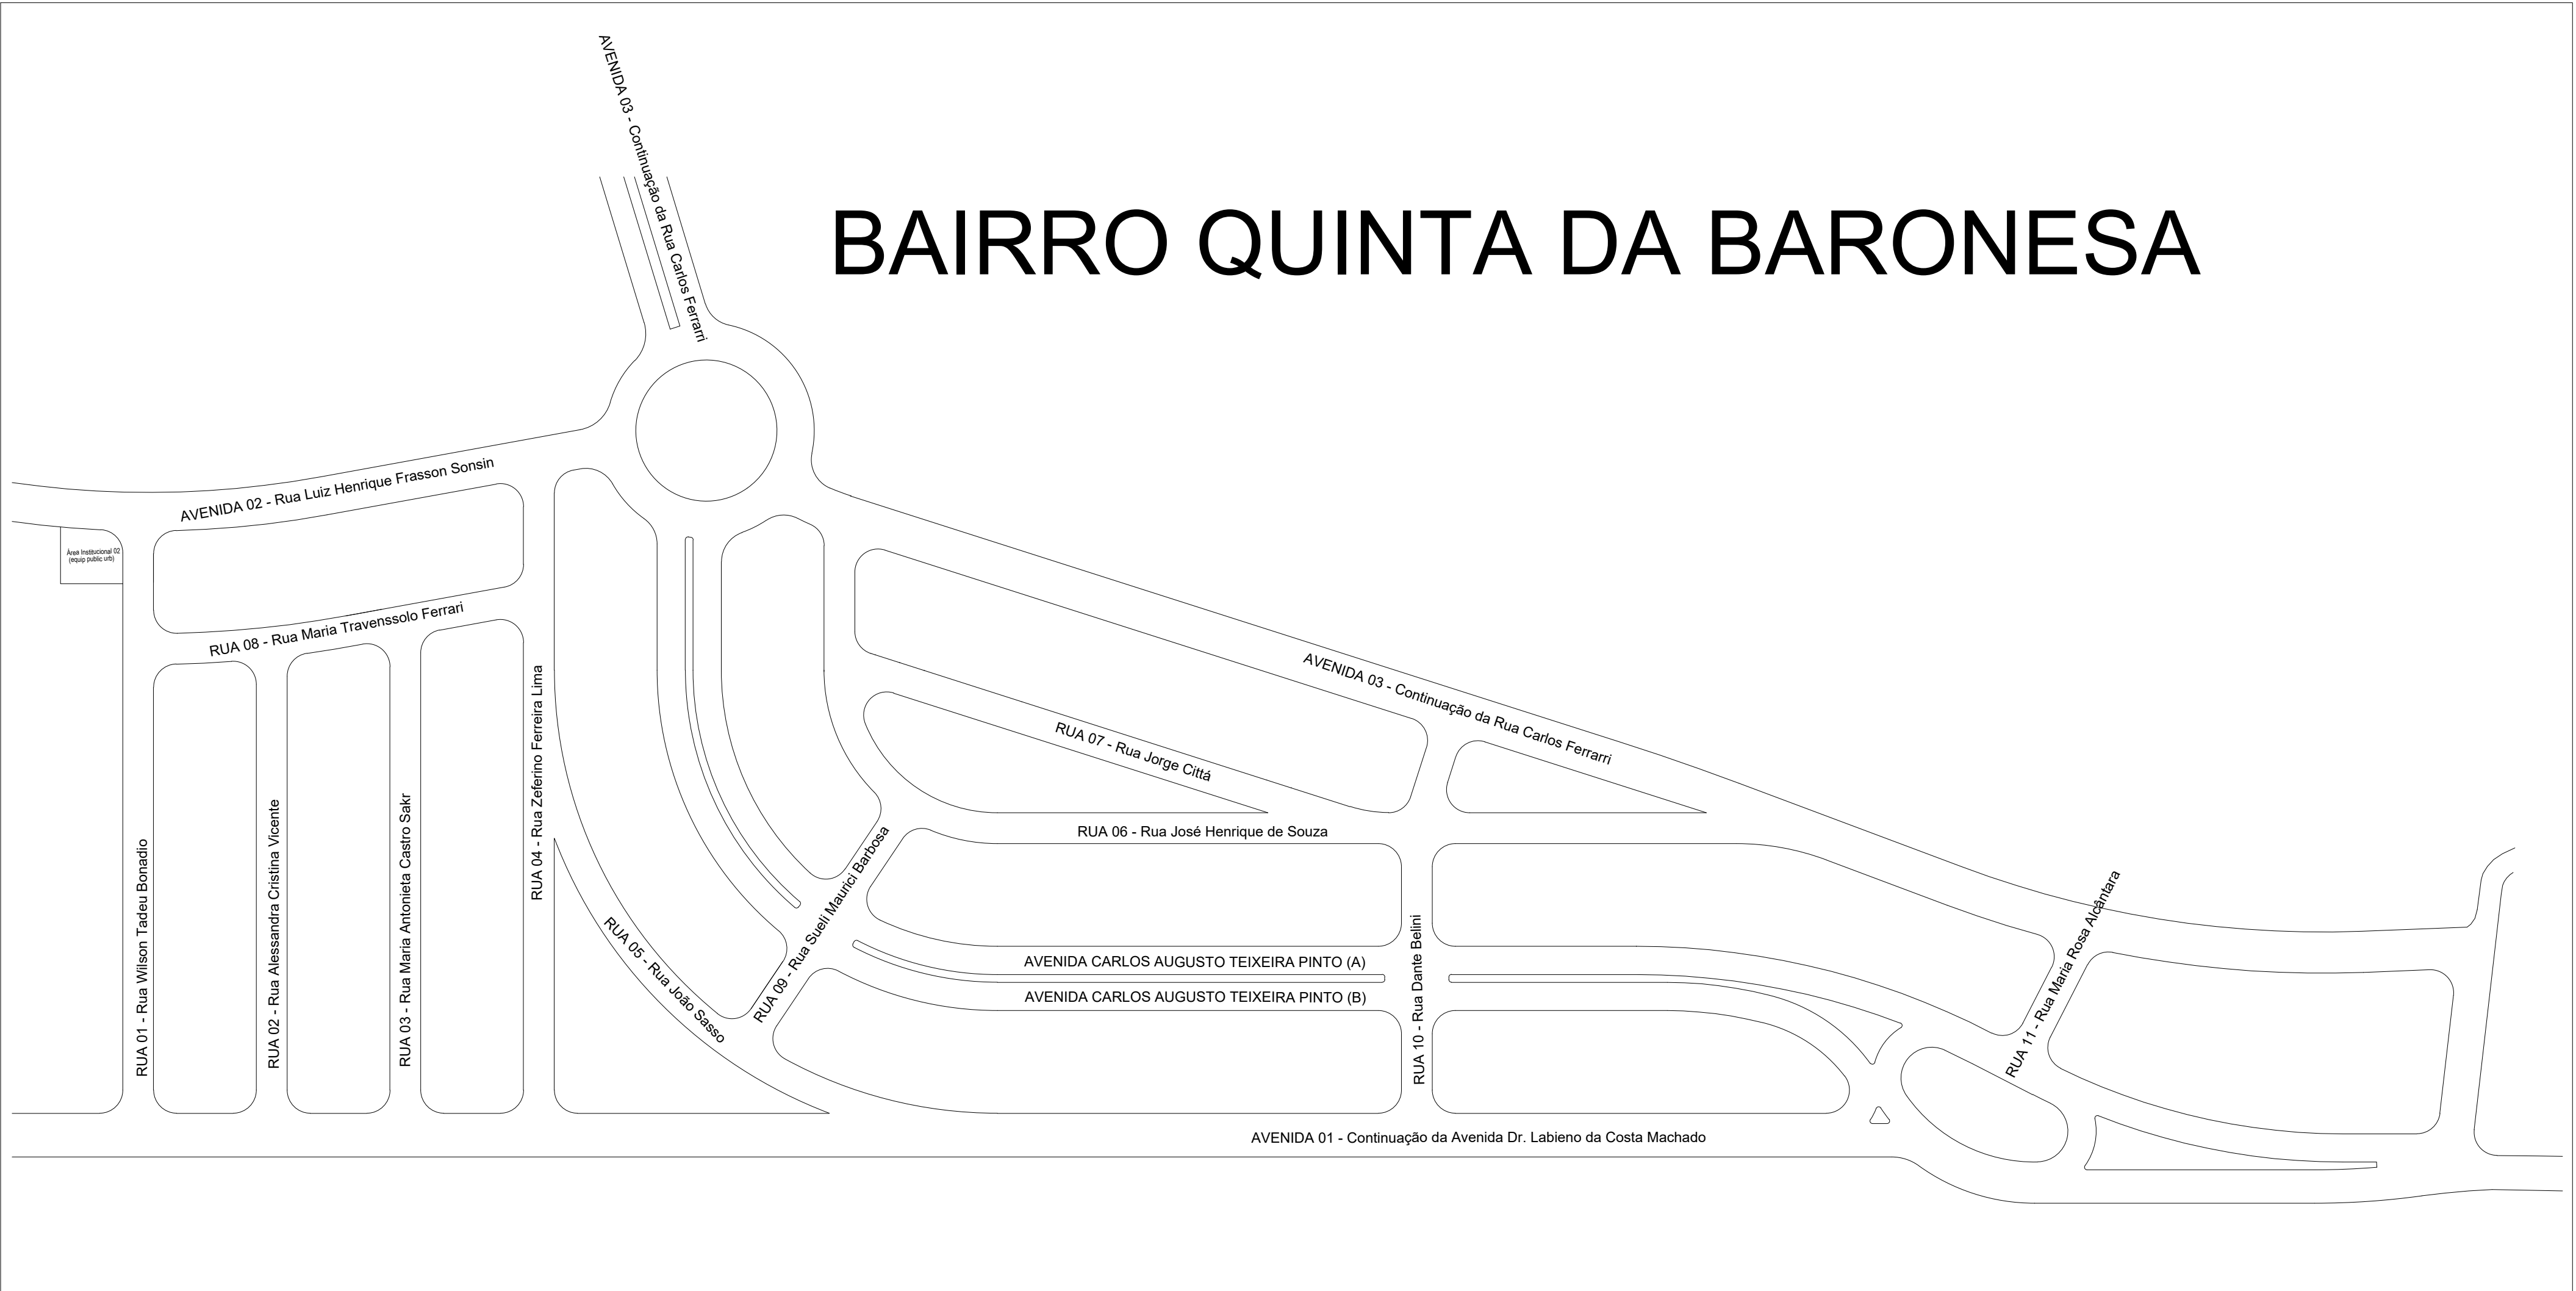 AVENIDA 03 - Continuação da Rua Carlos Ferrarri
BAIRRO QUINTA DA BARONESA
AVENIDA 02 - Rua Luiz Henrique Frasson Sonsin
Área Institucional 02
(equip public urb)
RUA 08 - Rua Maria Travenssolo Ferrari
RUA 01 - Rua Wilson Tadeu Bonadio
RUA 02 - Rua Alessandra Cristina Vicente
RUA 03 - Rua Maria Antonieta Castro Sakr
RUA 04 - Rua Zeferino Ferreira Lima
RUA 05 - Rua João Sasso
RUA 09 - Rua Sueli Maurici Barbosa
AVENIDA 03 - Continuação da Rua Carlos Ferrarri
RUA 07 - Rua Jorge Cittá
RUA 06 - Rua José Henrique de Souza
AVENIDA CARLOS AUGUSTO TEIXEIRA PINTO (A)
AVENIDA CARLOS AUGUSTO TEIXEIRA PINTO (B)
RUA 10 - Rua Dante Belini
RUA 11 - Rua Maria Rosa Alcântara
AVENIDA 01 - Continuação da Avenida Dr. Labieno da Costa Machado